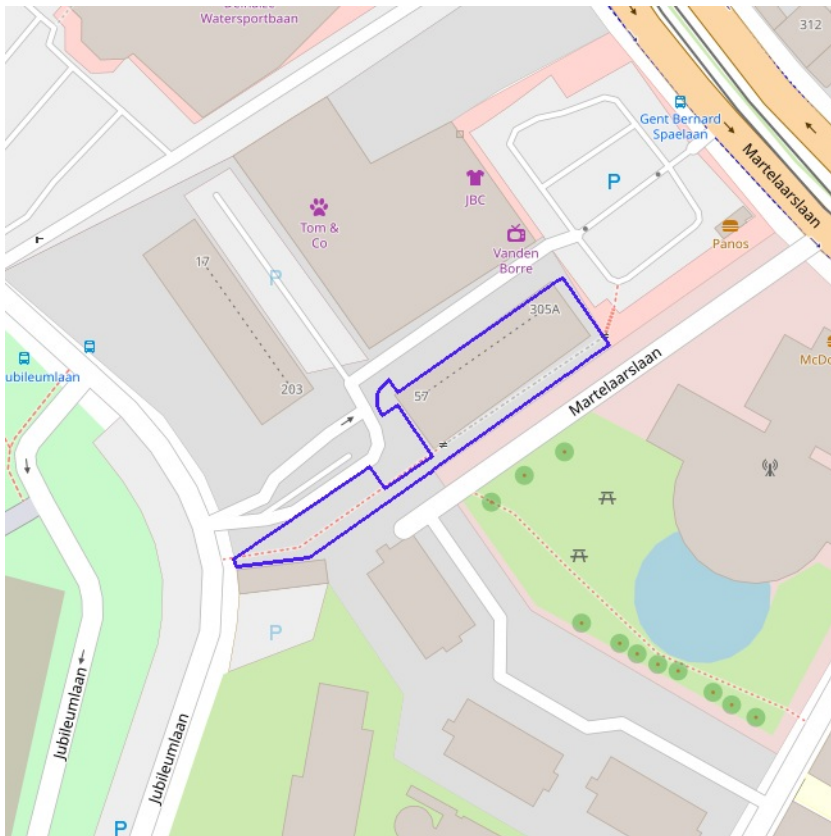 Delhaize
Watersportbaan
312
Gent Bernard
Spaelaan
Martelaarslaan
P
JBC
Tom &
Co
Panos
Vanden
Borre
17
P
305A
Jubileumlaan
203
57
Martelaarslaan
McDo
P
Jubileumlaan
Jubileumlaan
P